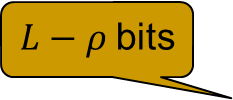 L − ρ bits